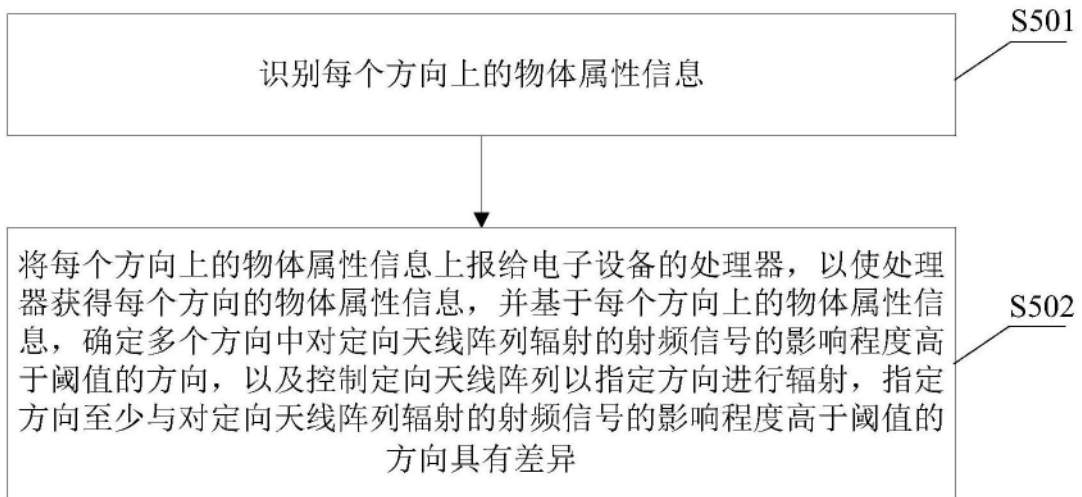 S501
识别每个方向上的物体属性信息
将每个方向上的物体属性信息上报给电子设备的处理器，以使处理
器获得每个方向的物体属性信息，并基于每个方向上的物体属性信
息，确定多个方向中对定向天线阵列辐射的射频信号的影响程度高
于阈值的方向，以及控制定向天线阵列以指定方向进行辐射，指定
方向至少与对定向天线阵列辐射的射频信号的影响程度高于阈值的
方向具有差异
S502